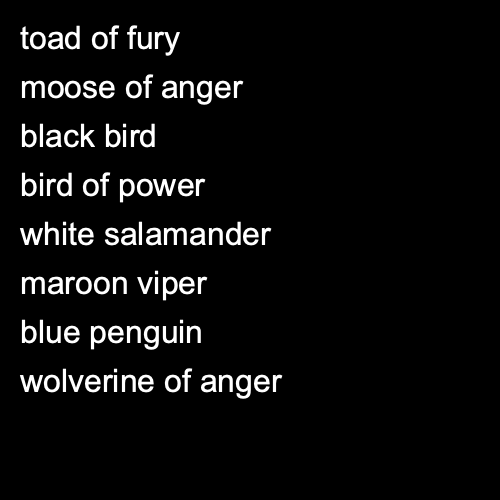 toad of fury
moose of anger
black bird
bird of power
white salamander
maroon viper
blue penguin
wolverine of anger